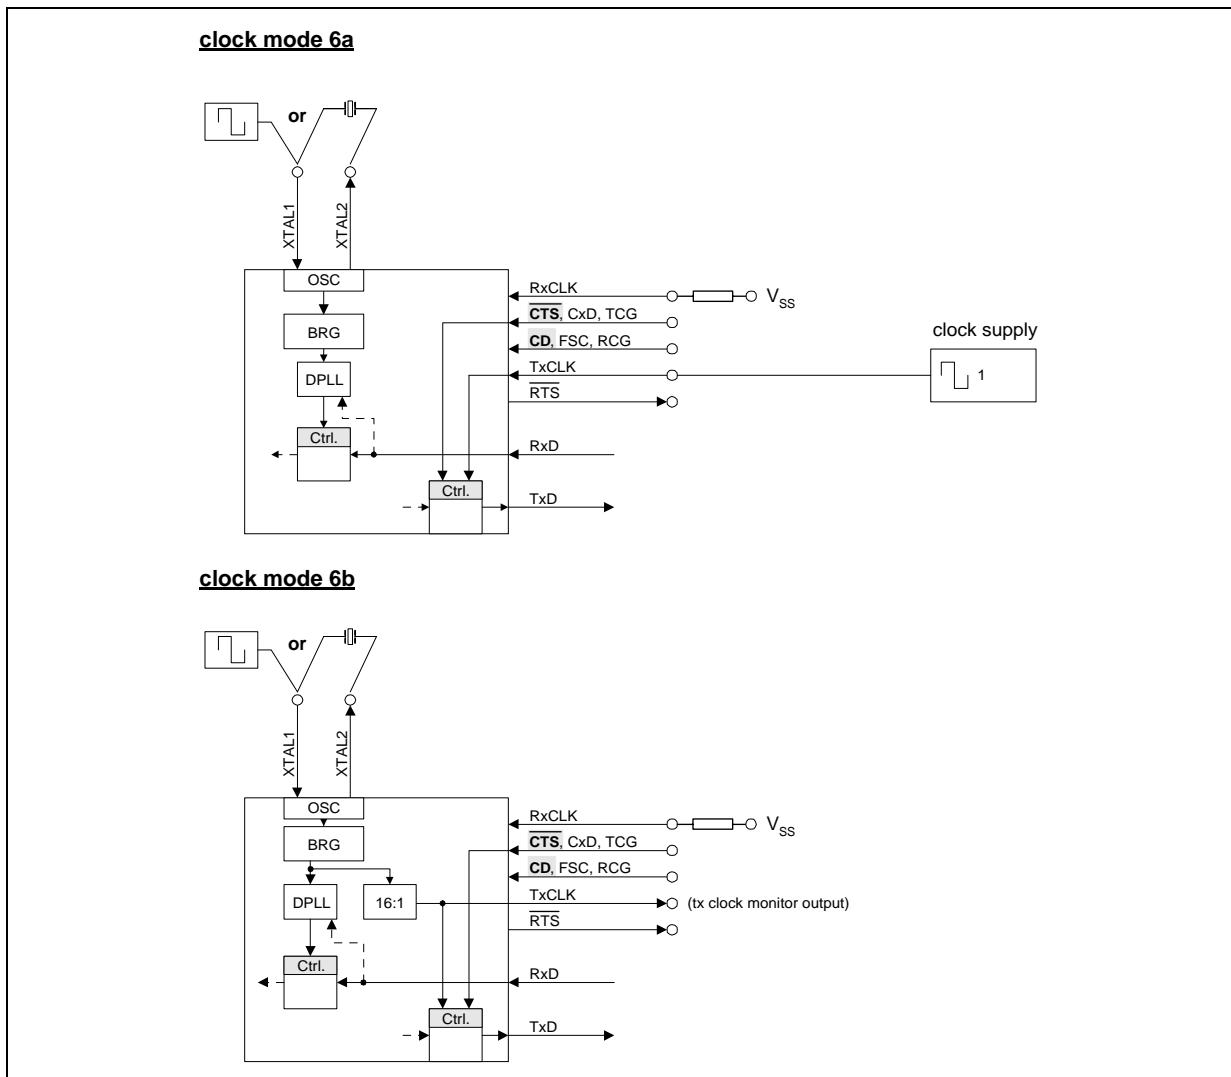 clock mode 6a
or
XTAL1
XTAL2
OSC
BRG
DPLL
Ctrl.
RxCLK
V_SS
CTS, CxD, TCG
CD, FSC, RCG
clock supply
TxCLK
1
RTS
RxD
Ctrl.
TxD
clock mode 6b
or
XTAL1
XTAL2
OSC
BRG
DPLL
16:1
Ctrl.
RxCLK
V_SS
CTS, CxD, TCG
CD, FSC, RCG
TxCLK
(tx clock monitor output)
RTS
RxD
Ctrl.
TxD